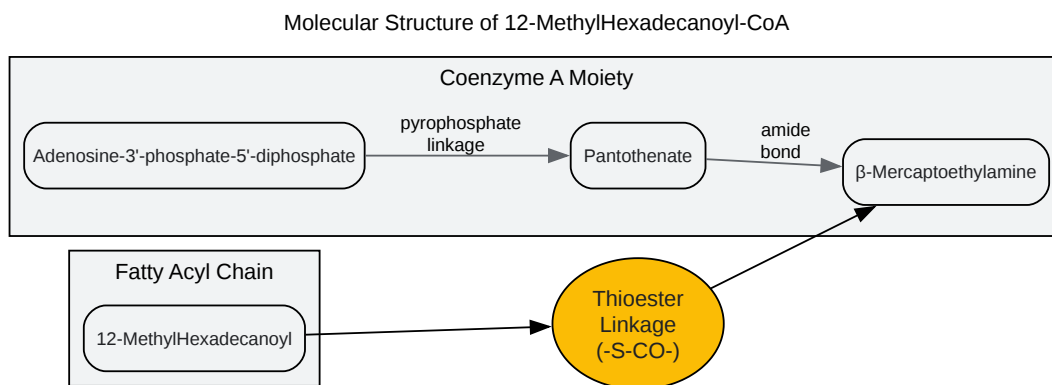 Molecular Structure of 12-MethylHexadecanoyl-CoA
Coenzyme A Moiety
Adenosine-3'-phosphate-5'-diphosphate
pyrophosphate
linkage
Pantothenate
amide
bond
β-Mercaptoethylamine
Fatty Acyl Chain
12-MethylHexadecanoyl
Thioester
Linkage
(-S-CO-)